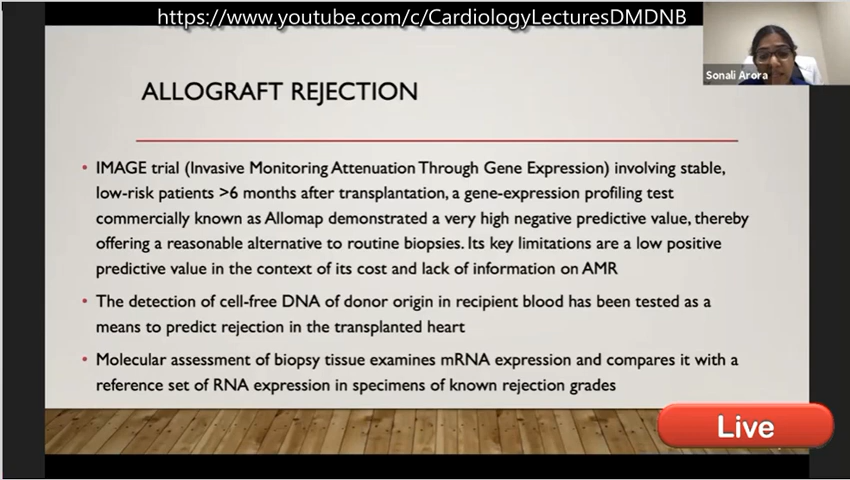 https://www.youtube.com/c/CardiologyLecturesDMDNB
Sonali Arora
ALLOGRAFT REJECTION
• IMAGE trial (Invasive Monitoring Attenuation Through Gene Expression) involving stable,
low-risk patients >6 months after transplantation, a gene-expression profiling test
commercially known as Allomap demonstrated a very high negative predictive value, thereby
offering a reasonable alternative to routine biopsies. Its key limitations are a low positive
predictive value in the context of its cost and lack of information on AMR
• The detection of cell-free DNA of donor origin in recipient blood has been tested as a
means to predict rejection in the transplanted heart
• Molecular assessment of biopsy tissue examines mRNA expression and compares it with a
reference set of RNA expression in specimens of known rejection grades
Live